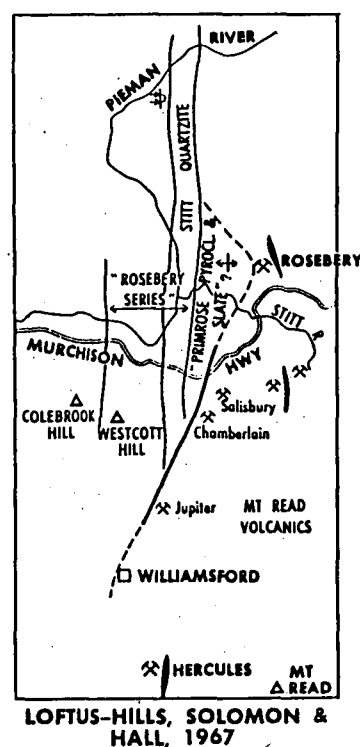 RIVER
PIEMAN
QUARTZITE
STITT
"PRIMROSE PYROCL &
SLATE"?
ROSEBERY
"ROSEBERY
SERIES"
STITT R
MURCHISON
HWY
COLEBROOK
HILL
WESTCOTT
HILL
Salisbury
Chamberlain
Jupiter
MT READ
VOLCANICS
WILLIAMSFORD
HERCULES
MT
READ
LOFTUS-HILLS, SOLOMON &
HALL, 1967